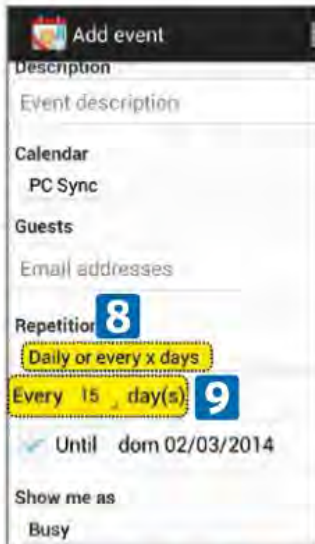 Add event
Description
Event description
Calendar
PC Sync
Guests
Email addresses
Repetition 8
Daily or every x days
Every 15 day(s) 9
Until dom 02/03/2014
Show me as
Busy